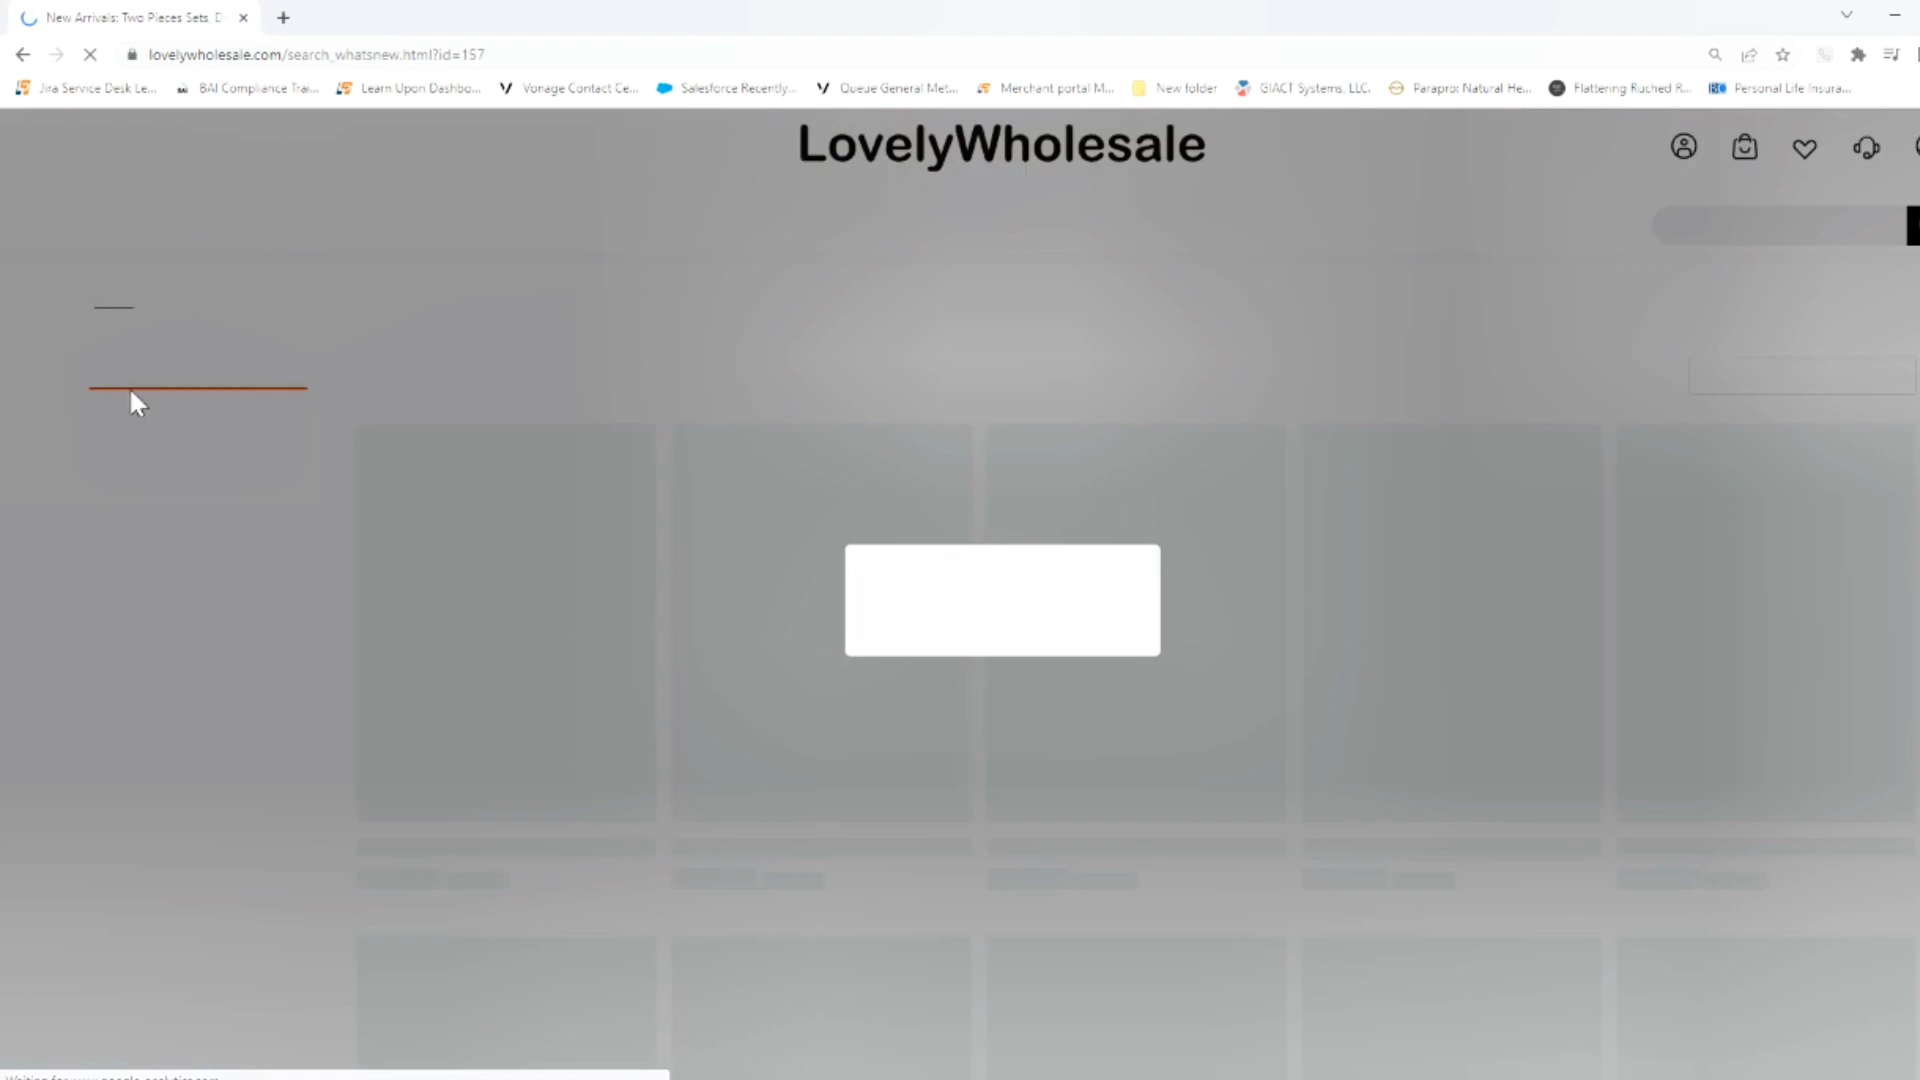 New Arrivals: Two Pieces Sets, D
lovelywholesale.com/search_whatsnew.html?id=157
Jira Service Desk Le... BAI Compliance Trai... Learn Upon Dashbo... Vonage Contact Ce... Salesforce Recently... Queue General Met... Merchant portal M... New folder GIACT Systems, LLC. Parapro: Natural He... Flattering Ruched R... Personal Life Insura...
LovelyWholesale